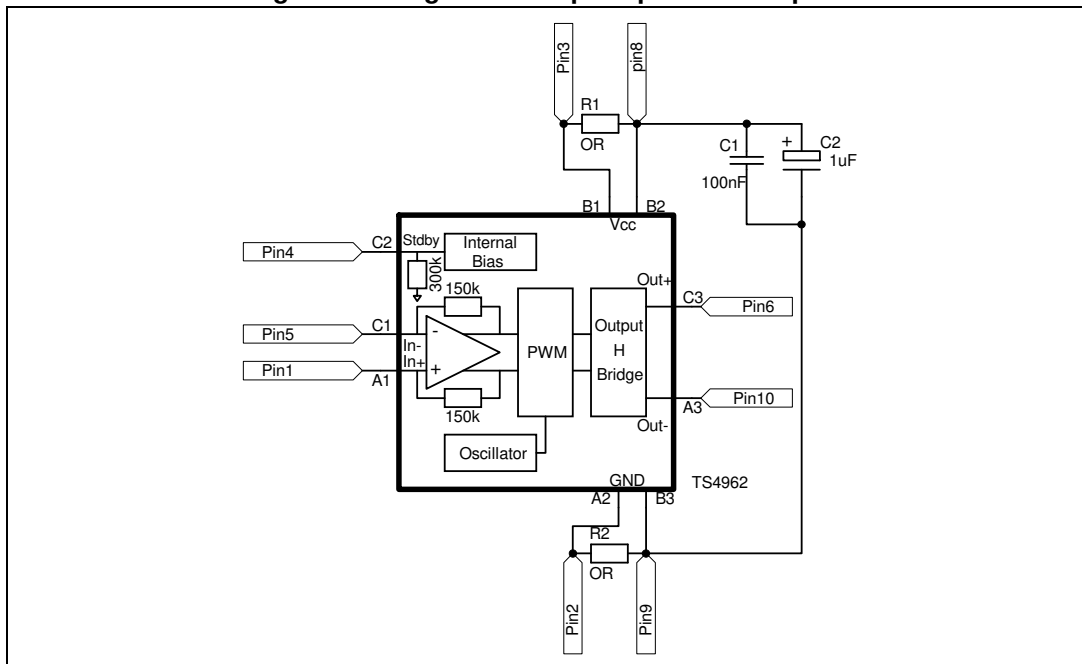 Pin3
pin8
R1
OR
C1
100nF
+
C2
1uF
B1
B2
Vcc
Pin4
C2
Stdby
300k
Internal
Bias
150k
Out+
C3
Pin6
Pin5
C1
-
In-
In+
+
Pin1
A1
PWM
Output
H
Bridge
150k
A3
Pin10
Out-
Oscillator
GND
TS4962
A2
B3
R2
OR
Pin2
Pin9